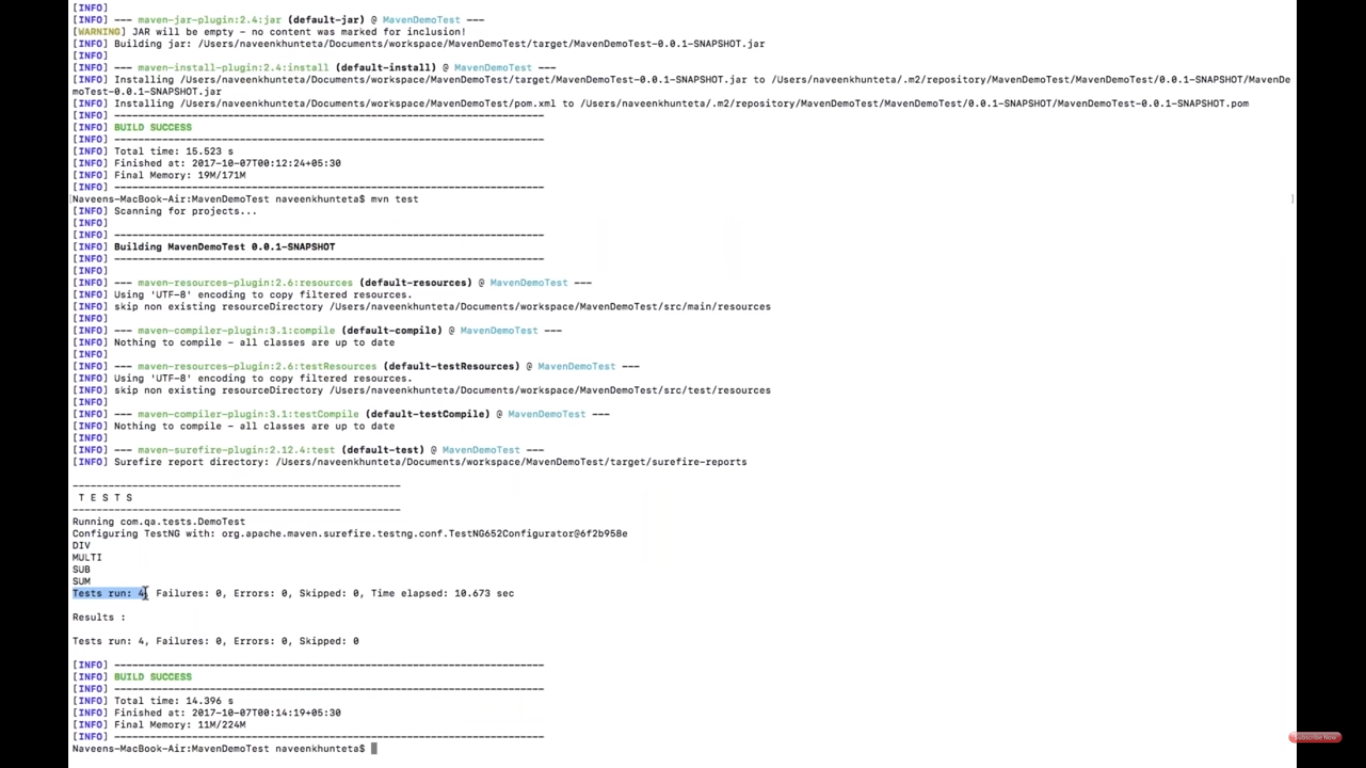 [INFO]
[INFO] --- maven-jar-plugin:2.4:jar (default-jar) @ MavenDemoTest ---
[WARNING] JAR will be empty - no content was marked for inclusion!
[INFO] Building jar: /Users/naveenkhunteta/Documents/workspace/MavenDemoTest/target/MavenDemoTest-0.0.1-SNAPSHOT.jar
[INFO]
[INFO] --- maven-install-plugin:2.4:install (default-install) @ MavenDemoTest ---
[INFO] Installing /Users/naveenkhunteta/Documents/workspace/MavenDemoTest/target/MavenDemoTest-0.0.1-SNAPSHOT.jar to /Users/naveenkhunteta/.m2/repository/MavenDemoTest/MavenDemoTest/0.0.1-SNAPSHOT/MavenDe
moTest-0.0.1-SNAPSHOT.jar
[INFO] Installing /Users/naveenkhunteta/Documents/workspace/MavenDemoTest/pom.xml to /Users/naveenkhunteta/.m2/repository/MavenDemoTest/MavenDemoTest/0.0.1-SNAPSHOT/MavenDemoTest-0.0.1-SNAPSHOT.pom
[INFO] ------------------------------------------------------------------------
[INFO] BUILD SUCCESS
[INFO] ------------------------------------------------------------------------
[INFO] Total time: 15.523 s
[INFO] Finished at: 2017-10-07T00:12:24+05:30
[INFO] Final Memory: 19M/171M
[INFO] ------------------------------------------------------------------------
Naveens-MacBook-Air:MavenDemoTest naveenkhunteta$ mvn test
[INFO] Scanning for projects...
[INFO]
[INFO] ------------------------------------------------------------------------
[INFO] Building MavenDemoTest 0.0.1-SNAPSHOT
[INFO] ------------------------------------------------------------------------
[INFO]
[INFO] --- maven-resources-plugin:2.6:resources (default-resources) @ MavenDemoTest ---
[INFO] Using 'UTF-8' encoding to copy filtered resources.
[INFO] skip non existing resourceDirectory /Users/naveenkhunteta/Documents/workspace/MavenDemoTest/src/main/resources
[INFO]
[INFO] --- maven-compiler-plugin:3.1:compile (default-compile) @ MavenDemoTest ---
[INFO] Nothing to compile - all classes are up to date
[INFO]
[INFO] --- maven-resources-plugin:2.6:testResources (default-testResources) @ MavenDemoTest ---
[INFO] Using 'UTF-8' encoding to copy filtered resources.
[INFO] skip non existing resourceDirectory /Users/naveenkhunteta/Documents/workspace/MavenDemoTest/src/test/resources
[INFO]
[INFO] --- maven-compiler-plugin:3.1:testCompile (default-testCompile) @ MavenDemoTest ---
[INFO] Nothing to compile - all classes are up to date
[INFO]
[INFO] --- maven-surefire-plugin:2.12.4:test (default-test) @ MavenDemoTest ---
[INFO] Surefire report directory: /Users/naveenkhunteta/Documents/workspace/MavenDemoTest/target/surefire-reports
-------------------------------------------------------
T E S T S
-------------------------------------------------------
Running com.qa.tests.DemoTest
Configuring TestNG with: org.apache.maven.surefire.testng.conf.TestNG652Configurator@6f2b958e
DIV
MULTI
SUB
SUM
Tests run: 4, Failures: 0, Errors: 0, Skipped: 0, Time elapsed: 10.673 sec
Results :
Tests run: 4, Failures: 0, Errors: 0, Skipped: 0
[INFO] ------------------------------------------------------------------------
[INFO] BUILD SUCCESS
[INFO] ------------------------------------------------------------------------
[INFO] Total time: 14.396 s
[INFO] Finished at: 2017-10-07T00:14:19+05:30
[INFO] Final Memory: 11M/224M
[INFO] ------------------------------------------------------------------------
Naveens-MacBook-Air:MavenDemoTest naveenkhunteta$
Subscribe Now